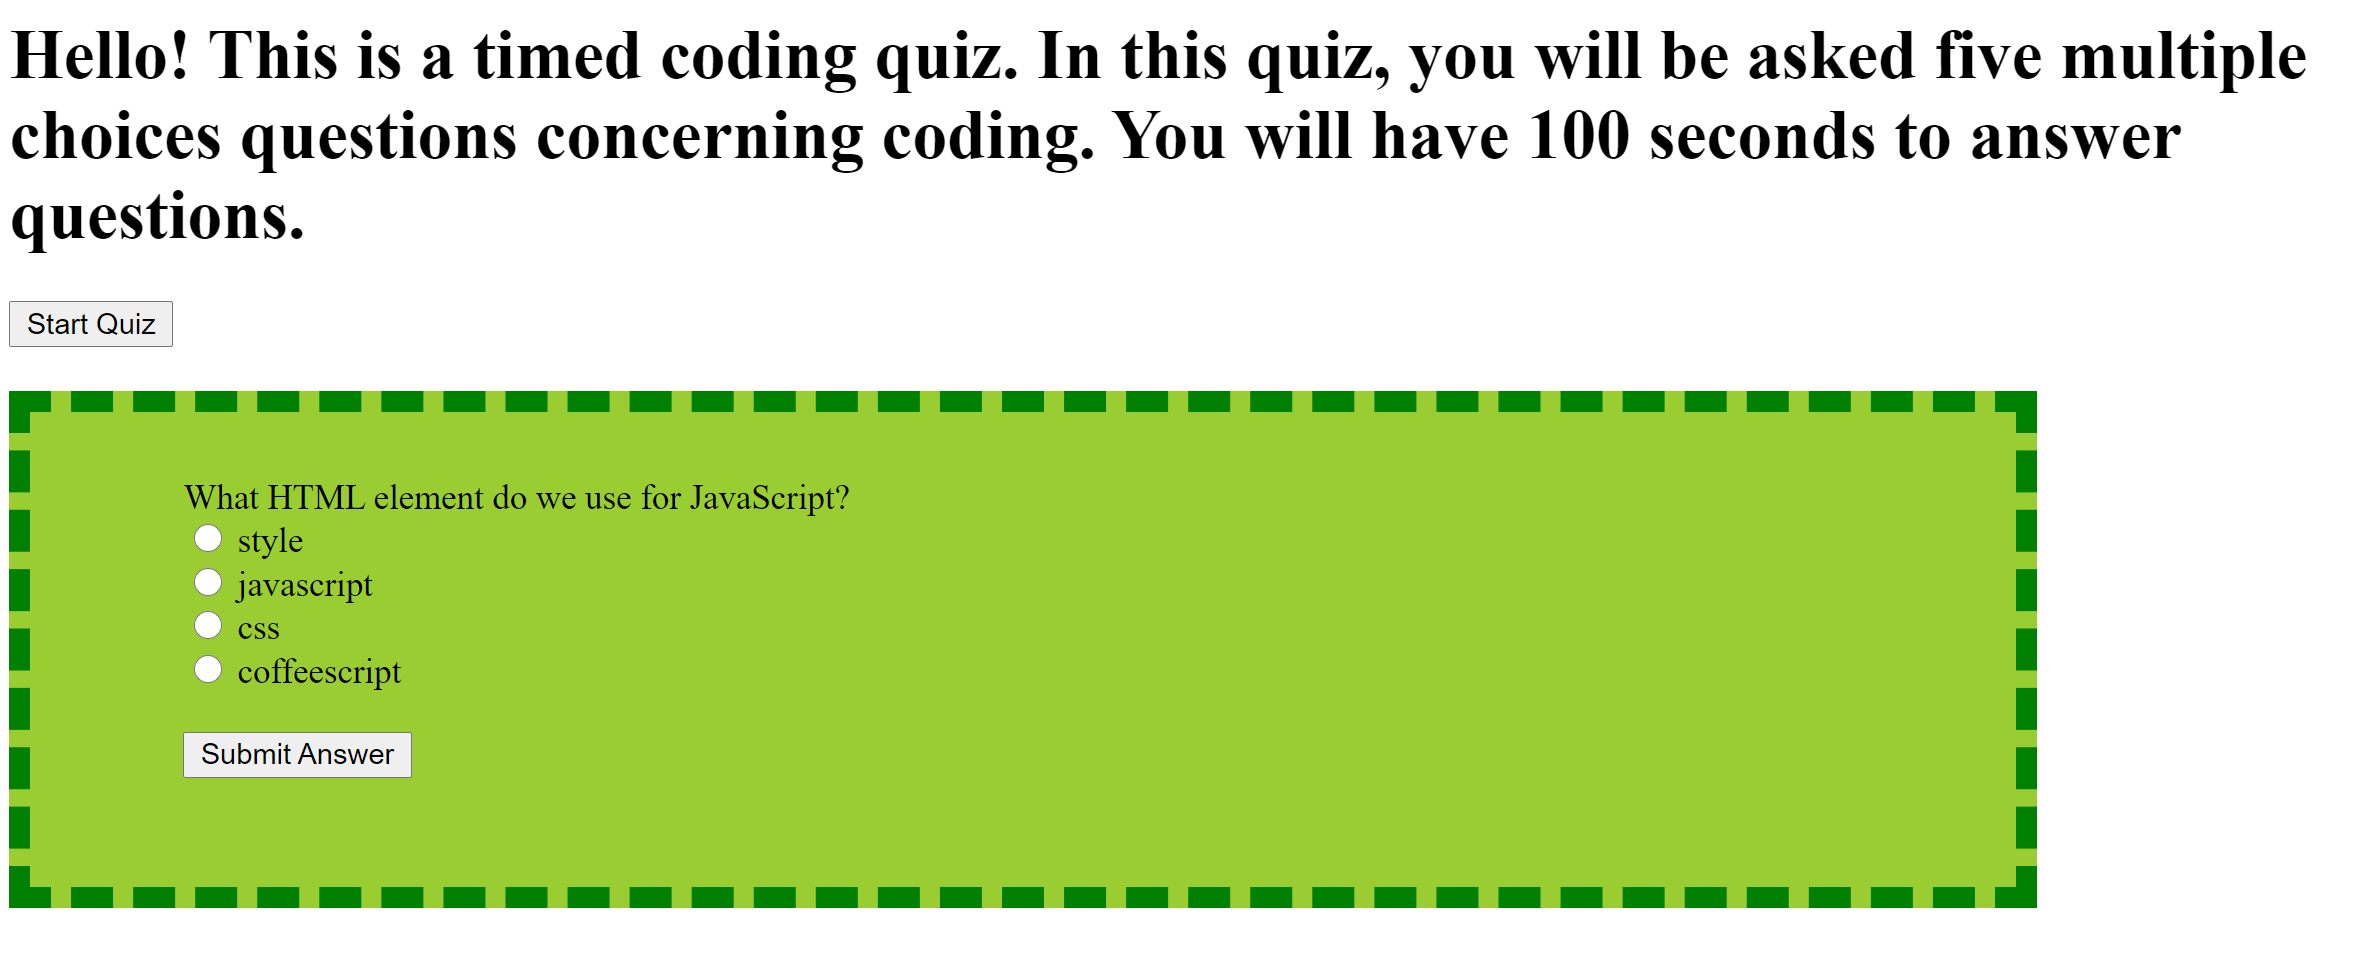 Hello! This is a timed coding quiz. In this quiz, you will be asked five multiple
choices questions concerning coding. You will have 100 seconds to answer
questions.
Start Quiz
What HTML element do we use for JavaScript?
style
javascript
css
coffeescript
Submit Answer